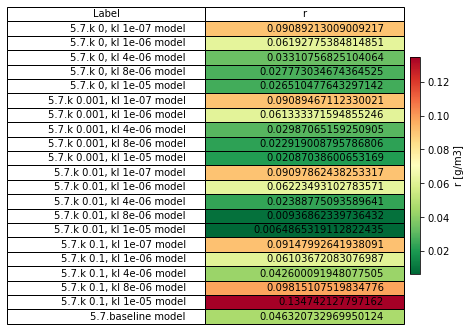 Label r
5.7.k 0, kl 1e-07 model 0.09089213009009217
5.7.k 0, kl 1e-06 model 0.06192775384814851
5.7.k 0, kl 4e-06 model 0.03310756825104064
5.7.k 0, kl 8e-06 model 0.027773034674364525
5.7.k 0, kl 1e-05 model 0.026510477643297142
5.7.k 0.001, kl 1e-07 model 0.09089467112330021
5.7.k 0.001, kl 1e-06 model 0.061333371594855246
5.7.k 0.001, kl 4e-06 model 0.02987065159250905
5.7.k 0.001, kl 8e-06 model 0.022919008795786806
5.7.k 0.001, kl 1e-05 model 0.02087038600653169
5.7.k 0.01, kl 1e-07 model 0.09097862438253317
5.7.k 0.01, kl 1e-06 model 0.06223493102783571
5.7.k 0.01, kl 4e-06 model 0.02388775093589641
5.7.k 0.01, kl 8e-06 model 0.00936862339736432
5.7.k 0.01, kl 1e-05 model 0.006486531911282 2435
5.7.k 0.1, kl 1e-07 model 0.09147992641938091
5.7.k 0.1, kl 1e-06 model 0.06103672083076987
5.7.k 0.1, kl 4e-06 model 0.042600091948077505
5.7.k 0.1, kl 8e-06 model 0.09815107519834776
5.7.k 0.1, kl 1e-05 model 0.134742127797162
5.7.baseline model 0.046320732969950124
0.12
0.10
0.08
0.06
0.04
0.02
r [g/m3]